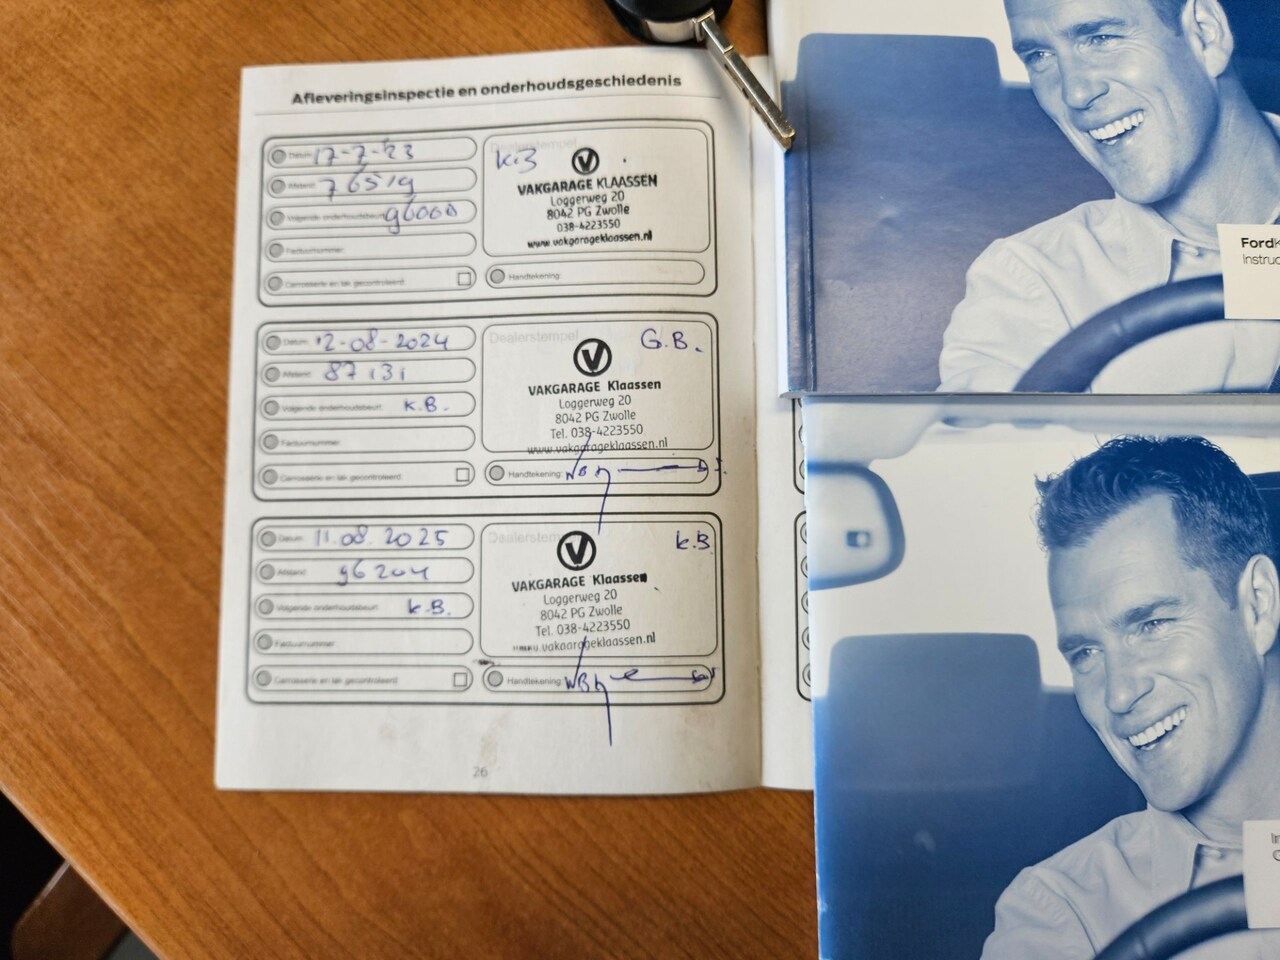 Afleveringsinspectie en onderhoudsgeschiedenis
Datum: 17-7-23
Afstand: 76519
Volgende onderhoudsbeurt: 96000
Factuurnummer:
Carrosserie en lak gecontroleerd:
K.B
VAKGARAGE KLAASSEN
Loggerweg 20
8042 PG Zwolle
038-4223550
www.vakgarageklaassen.nl
Handtekening:
Datum: 12-08-2024
Afstand: 87131
Volgende onderhoudsbeurt: K.B.
Factuurnummer:
Carrosserie en lak gecontroleerd:
Dealerstempel
G.B.
VAKGARAGE Klaassen
Loggerweg 20
8042 PG Zwolle
Tel. 038-4223550
www.vakgarageklaassen.nl
Handtekening:
Datum: 11.08.2025
Afstand: 96204
Volgende onderhoudsbeurt: K.B.
Factuurnummer:
Carrosserie en lak gecontroleerd:
Dealerstempel
K.B.
VAKGARAGE Klaassen
Loggerweg 20
8042 PG Zwolle
Tel. 038-4223550
www.vakgarageklaassen.nl
Handtekening:
26
FordK
Instruc